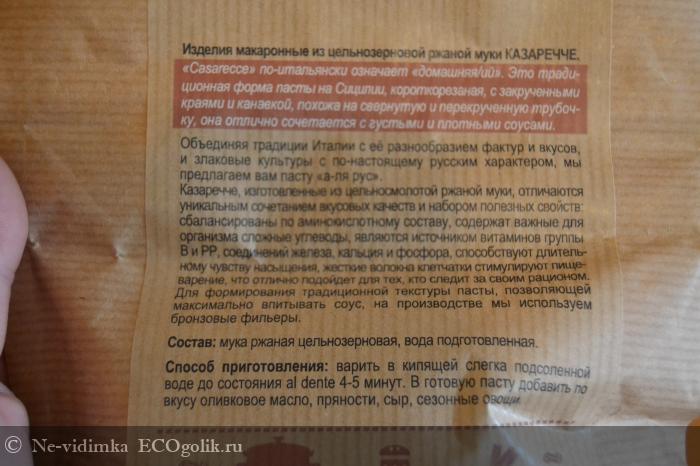 Изделия макаронные из цельнозерновой ржаной муки КАЗАРЕЧЧЕ.
«Casarecce» по-итальянски означает «домашняя/ий». Это тради-
ционная форма пасты на Сицилии, короткорезаная, с закрученными
краями и канавкой, похожа на свернутую и перекрученную трубоч-
ку, она отлично сочетается с густыми и плотными соусами.
Объединяя традиции Италии с её разнообразием фактур и вкусов,
и злаковые культуры с по-настоящему русским характером, мы
предлагаем вам пасту «а-ля рус».
Казаречче, изготовленные из цельносмолотой ржаной муки, отличаются
уникальным сочетанием вкусовых качеств и набором полезных свойств:
сбалансированы по аминокислотному составу, содержат важные для
организма сложные углеводы, являются источником витаминов группы
В и РР, соединений железа, кальция и фосфора, способствуют длитель-
ному чувству насыщения, жесткие волокна клетчатки стимулируют пище-
варение, что отлично подойдет для тех, кто следит за своим рационом.
Для формирования традиционной текстуры пасты, позволяющей
максимально впитывать соус, на производстве мы используем
бронзовые фильеры.
Состав: мука ржаная цельнозерновая, вода подготовленная.
Способ приготовления: варить в кипящей слегка подсоленной
воде до состояния al dente 4-5 минут. В готовую пасту добавить по
вкусу оливковое масло, пряности, сыр, сезонные овощи.
© Ne-vidimka ECOgolik.ru